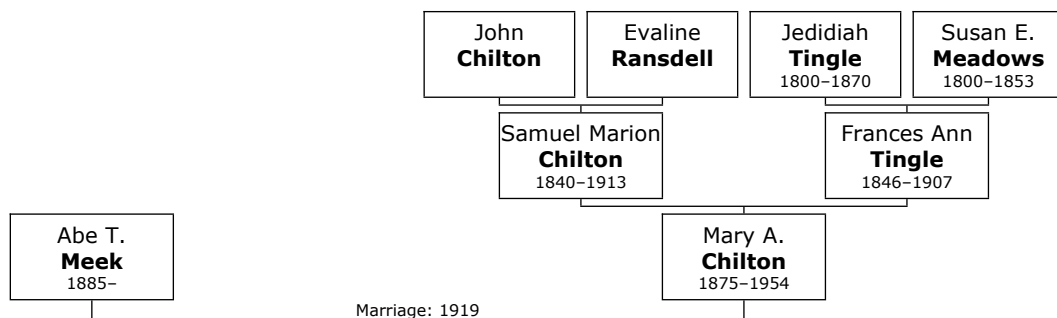 John
Chilton
Evaline
Ransdell
Jedidiah
Tingle
1800–1870
Susan E.
Meadows
1800–1853
Samuel Marion
Chilton
1840–1913
Frances Ann
Tingle
1846–1907
Abe T.
Meek
1885–
Mary A.
Chilton
1875–1954
Marriage: 1919